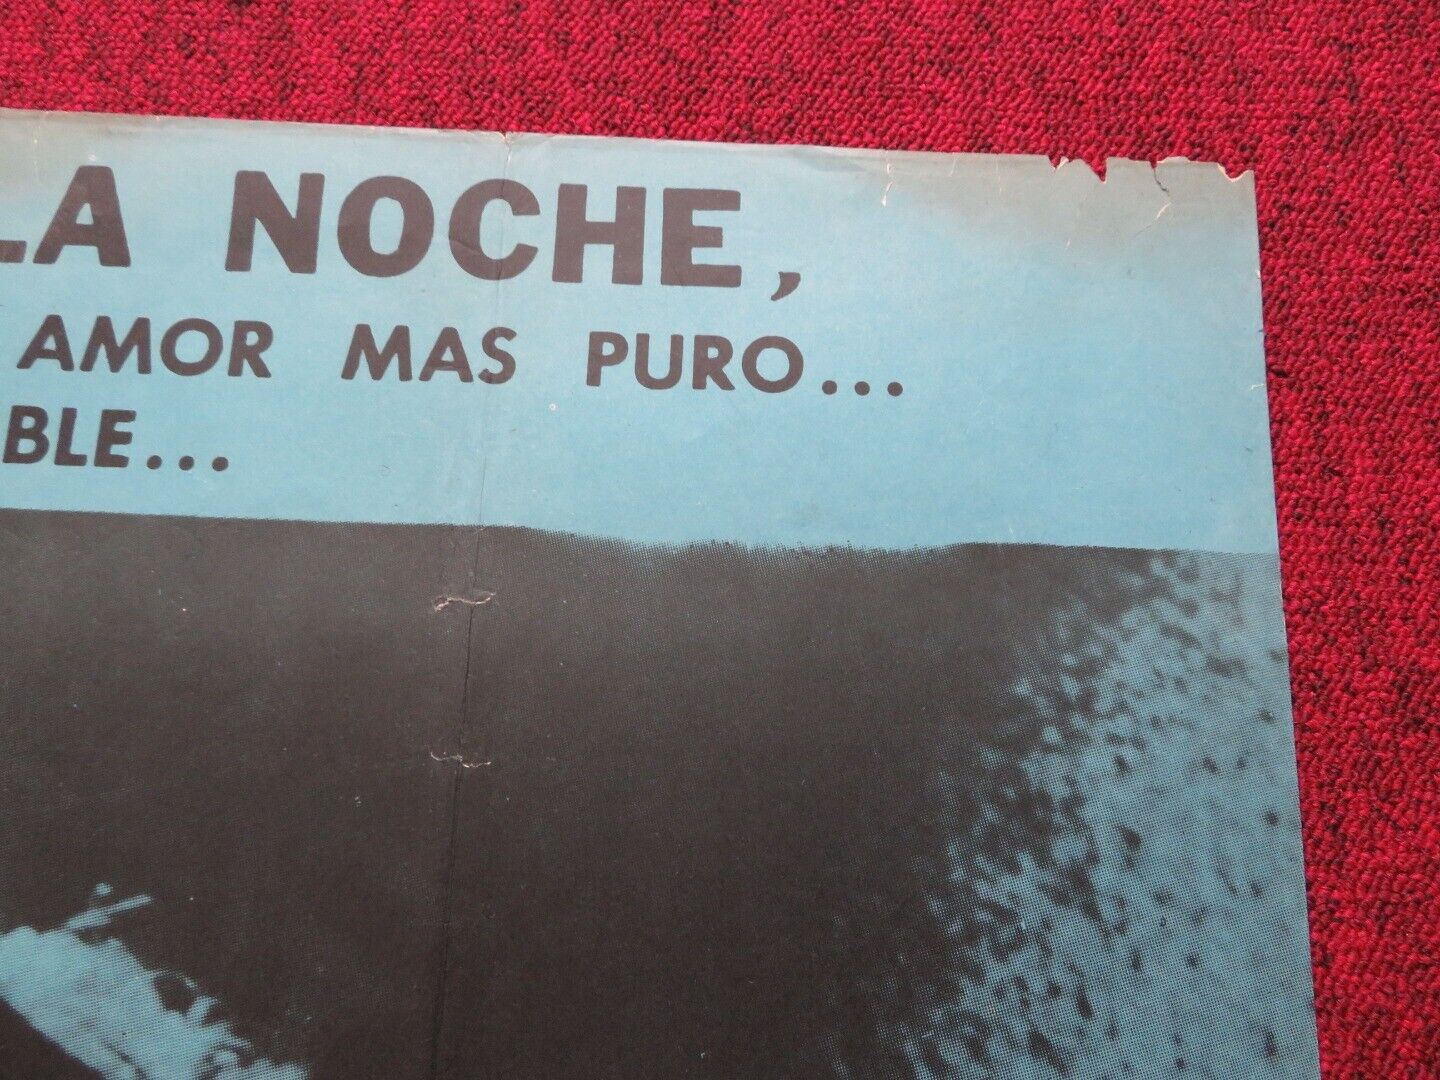 LA NOCHE,
AMOR MAS PURO...
BLE...